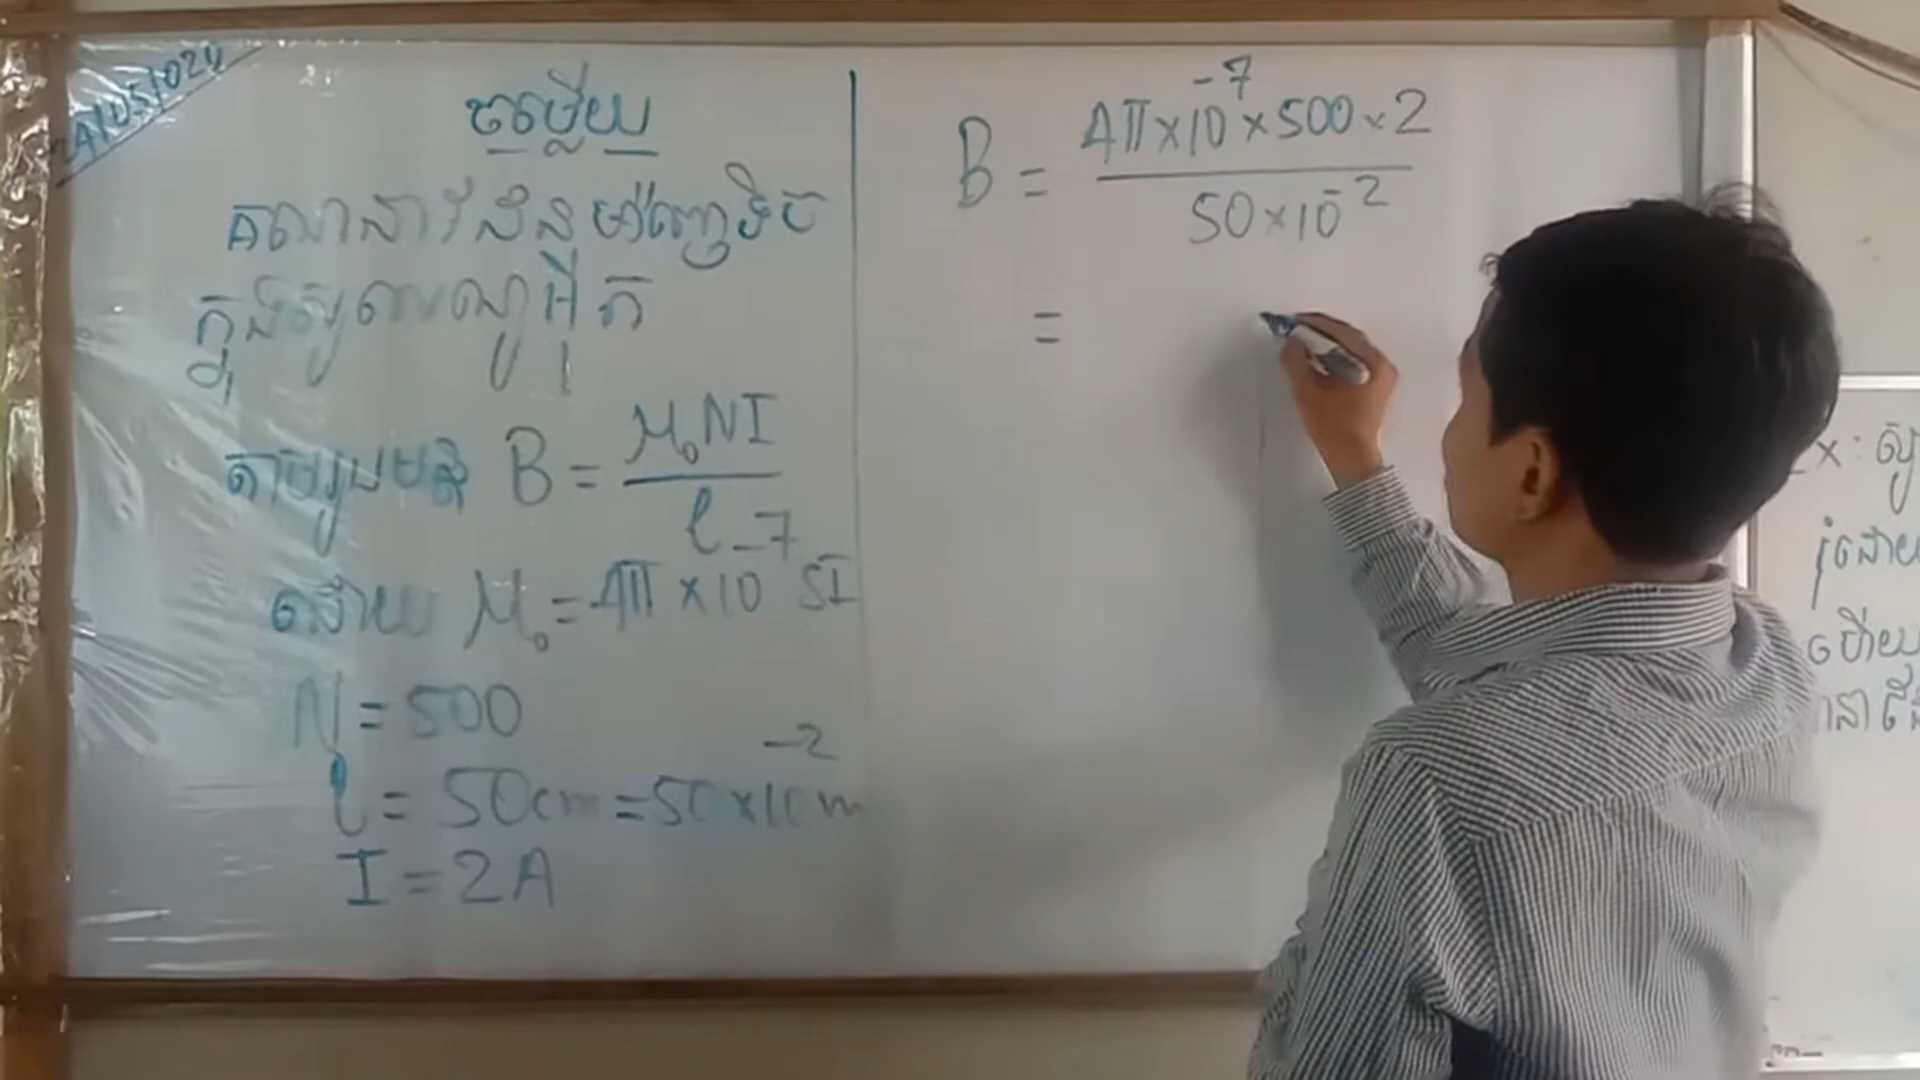 ចម្លើយ
គណនាដែនម៉ាញេទិច
ក្នុងសូលេណូអ៊ីត
តាមរូបមន្ត B = μ₀NI / ℓ
ដោយ μ₀ = 4π × 10⁻⁷ SI
N = 500
ℓ = 50cm = 50×10⁻² m
I = 2A
B = 4π×10⁻⁷×500×2 / 50×10⁻²
=